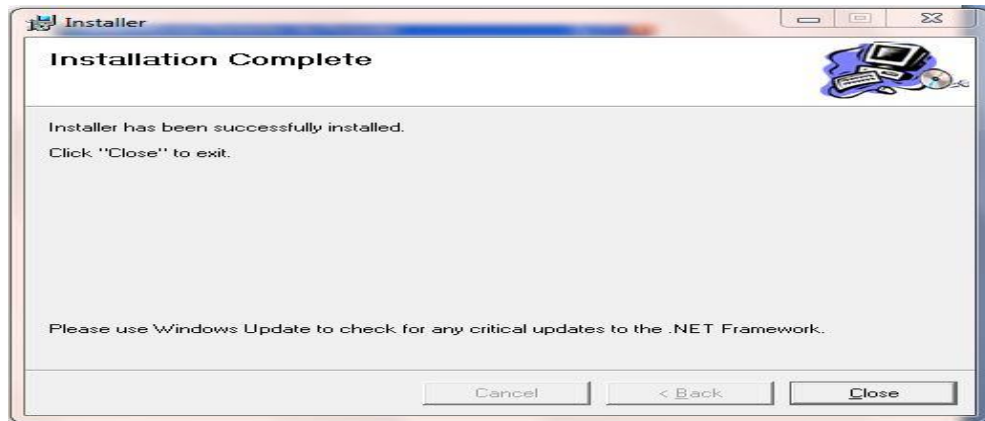 Installer
Installation Complete
Installer has been successfully installed.
Click "Close" to exit.
Please use Windows Update to check for any critical updates to the .NET Framework.
Cancel
< Back
Close